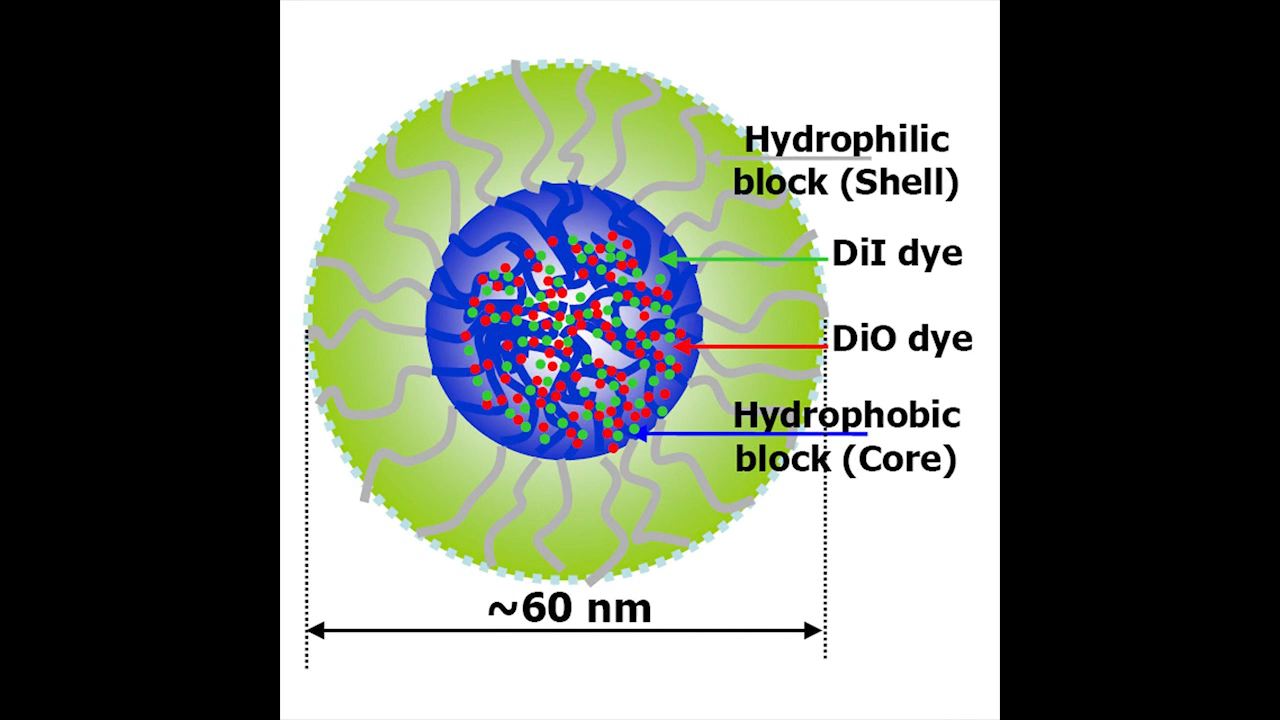 Hydrophilic
block (Shell)
DiI dye
DiO dye
Hydrophobic
block (Core)
~60 nm